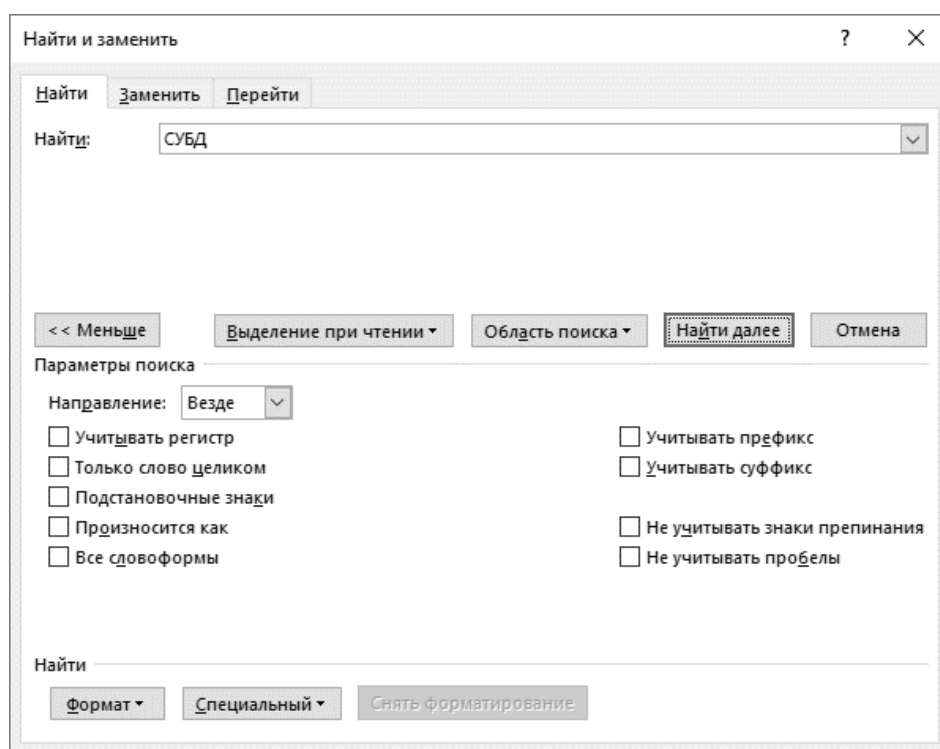 Найти и заменить ?
Найти Заменить Перейти
Найти: СУБД
<< Меньше Выделение при чтении Область поиска Найти далее Отмена
Параметры поиска
Направление: Везде
Учитывать регистр Учитывать префикс
Только слово целиком Учитывать суффикс
Подстановочные знаки
Произносится как Не учитывать знаки препинания
Все словоформы Не учитывать пробелы
Найти
Формат Специальный Снять форматирование